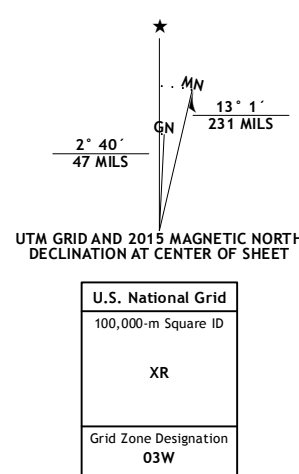 ★
MN
13° 1´
231 MILS
GN
2° 40´
47 MILS
UTM GRID AND 2015 MAGNETIC NORTH
DECLINATION AT CENTER OF SHEET
U.S. National Grid
100,000-m Square ID
XR
Grid Zone Designation
03W